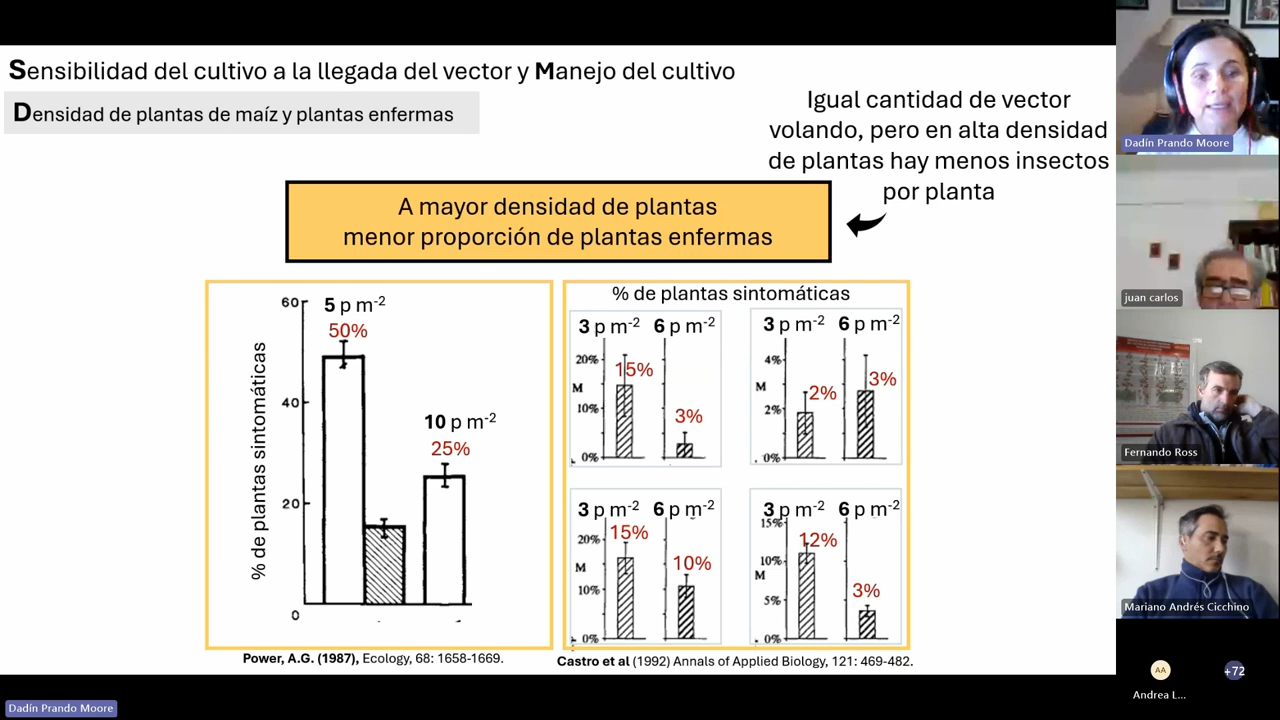 Sensibilidad del cultivo a la llegada del vector y Manejo del cultivo
Densidad de plantas de maíz y plantas enfermas
Igual cantidad de vector
volando, pero en alta densidad
de plantas hay menos insectos
por planta
A mayor densidad de plantas
menor proporción de plantas enfermas
% de plantas sintomáticas
60
40
20
0
5 p m-2
50%
10 p m-2
25%
Power, A.G. (1987), Ecology, 68: 1658-1669.
% de plantas sintomáticas
3 p m-2 6 p m-2
20%
M
10%
0%
15%
3%
3 p m-2 6 p m-2
4%
M
2%
0%
2%
3%
3 p m-2 6 p m-2
20%
M
10%
0%
15%
10%
3 p m-2 6 p m-2
15%
10%
M
5%
0%
12%
3%
Castro et al (1992) Annals of Applied Biology, 121: 469-482.
Dadín Prando Moore
juan carlos
Fernando Ross
Mariano Andrés Cicchino
AA
+72
Andrea L...
Dadín Prando Moore